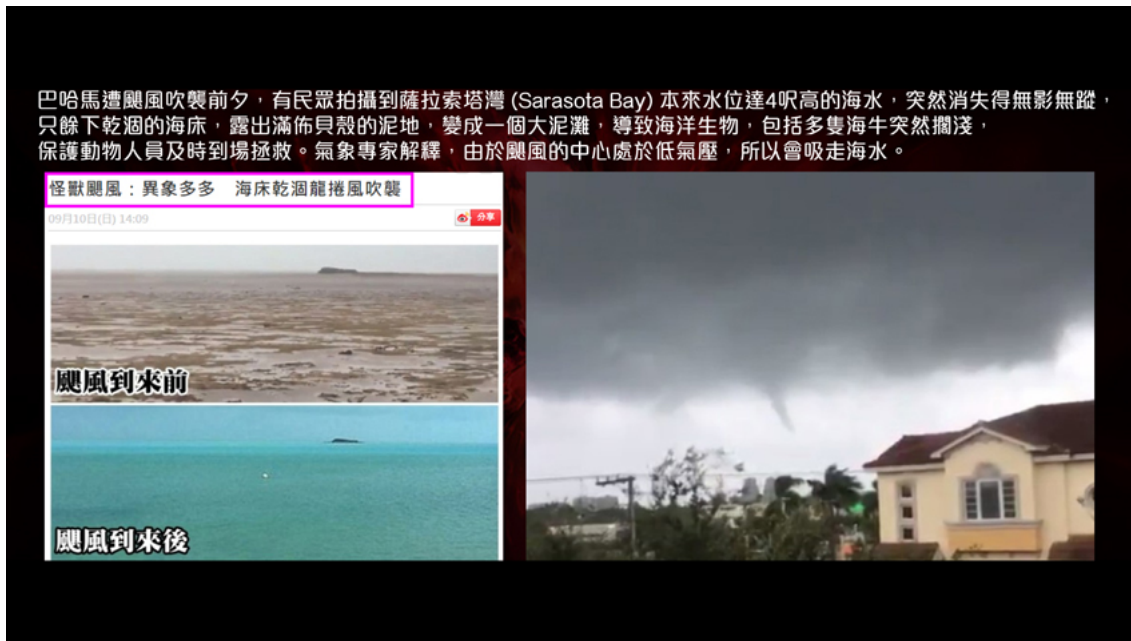 巴哈馬遭颶風吹襲前夕，有民眾拍攝到薩拉索塔灣 (Sarasota Bay) 本來水位達4呎高的海水，突然消失得無影無蹤，
只餘下乾涸的海床，露出滿佈貝殼的泥地，變成一個大泥灘，導致海洋生物，包括多隻海牛突然擱淺，
保護動物人員及時到場拯救。氣象專家解釋，由於颶風的中心處於低氣壓，所以會吸走海水。
怪獸颶風：異象多多　海床乾涸龍捲風吹襲
09月10日(日) 14:09
分享
颶風到來前
颶風到來後